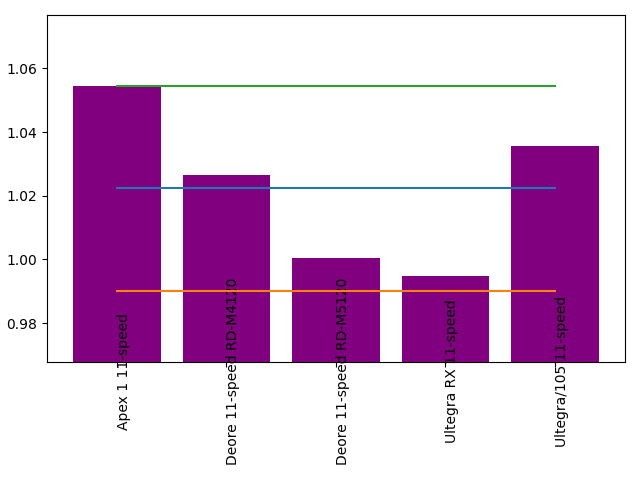 1.06
1.04
1.02
1.00
0.98
Apex 1 11-speed
Deore 11-speed RD-M4120
Deore 11-speed RD-M5120
Ultegra RX 11-speed
Ultegra/105 11-speed